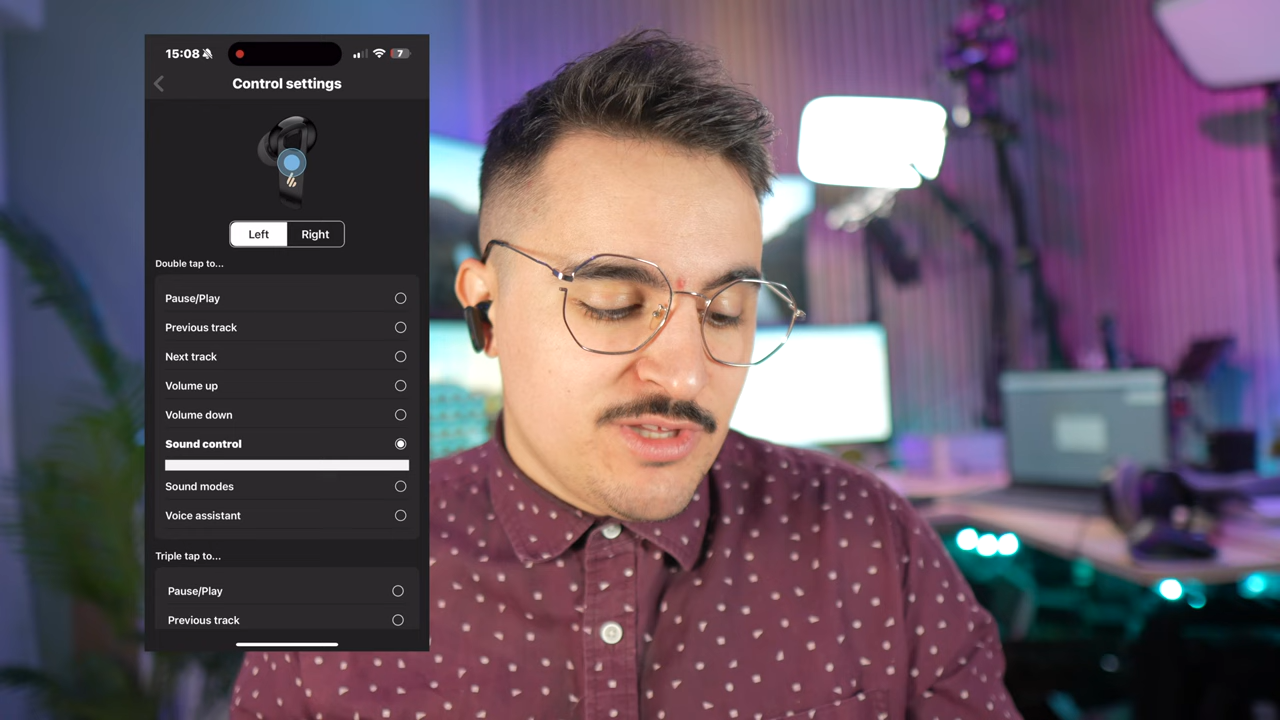 15:08
7
Control settings
Left
Right
Double tap to...
Pause/Play
Previous track
Next track
Volume up
Volume down
Sound control
Sound modes
Voice assistant
Triple tap to...
Pause/Play
Previous track